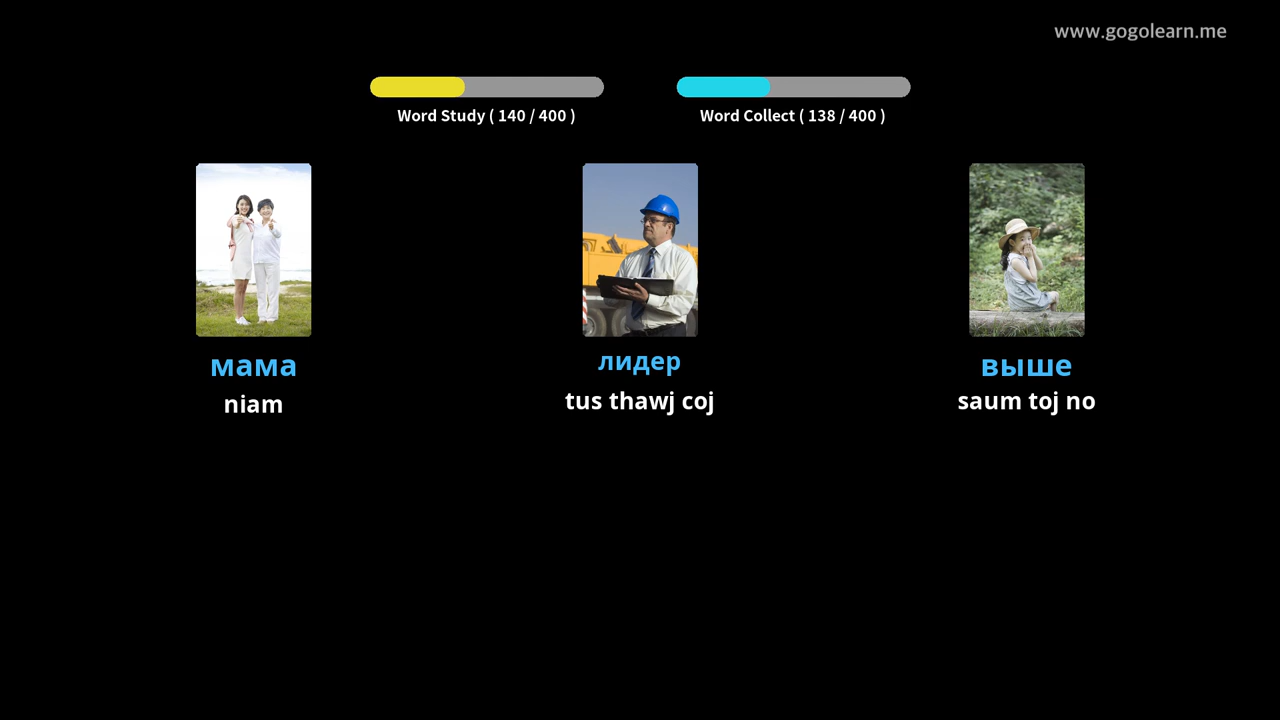 www.gogolearn.me
Word Study ( 140 / 400 )
Word Collect ( 138 / 400 )
мама
лидер
выше
niam
tus thawj coj
saum toj no